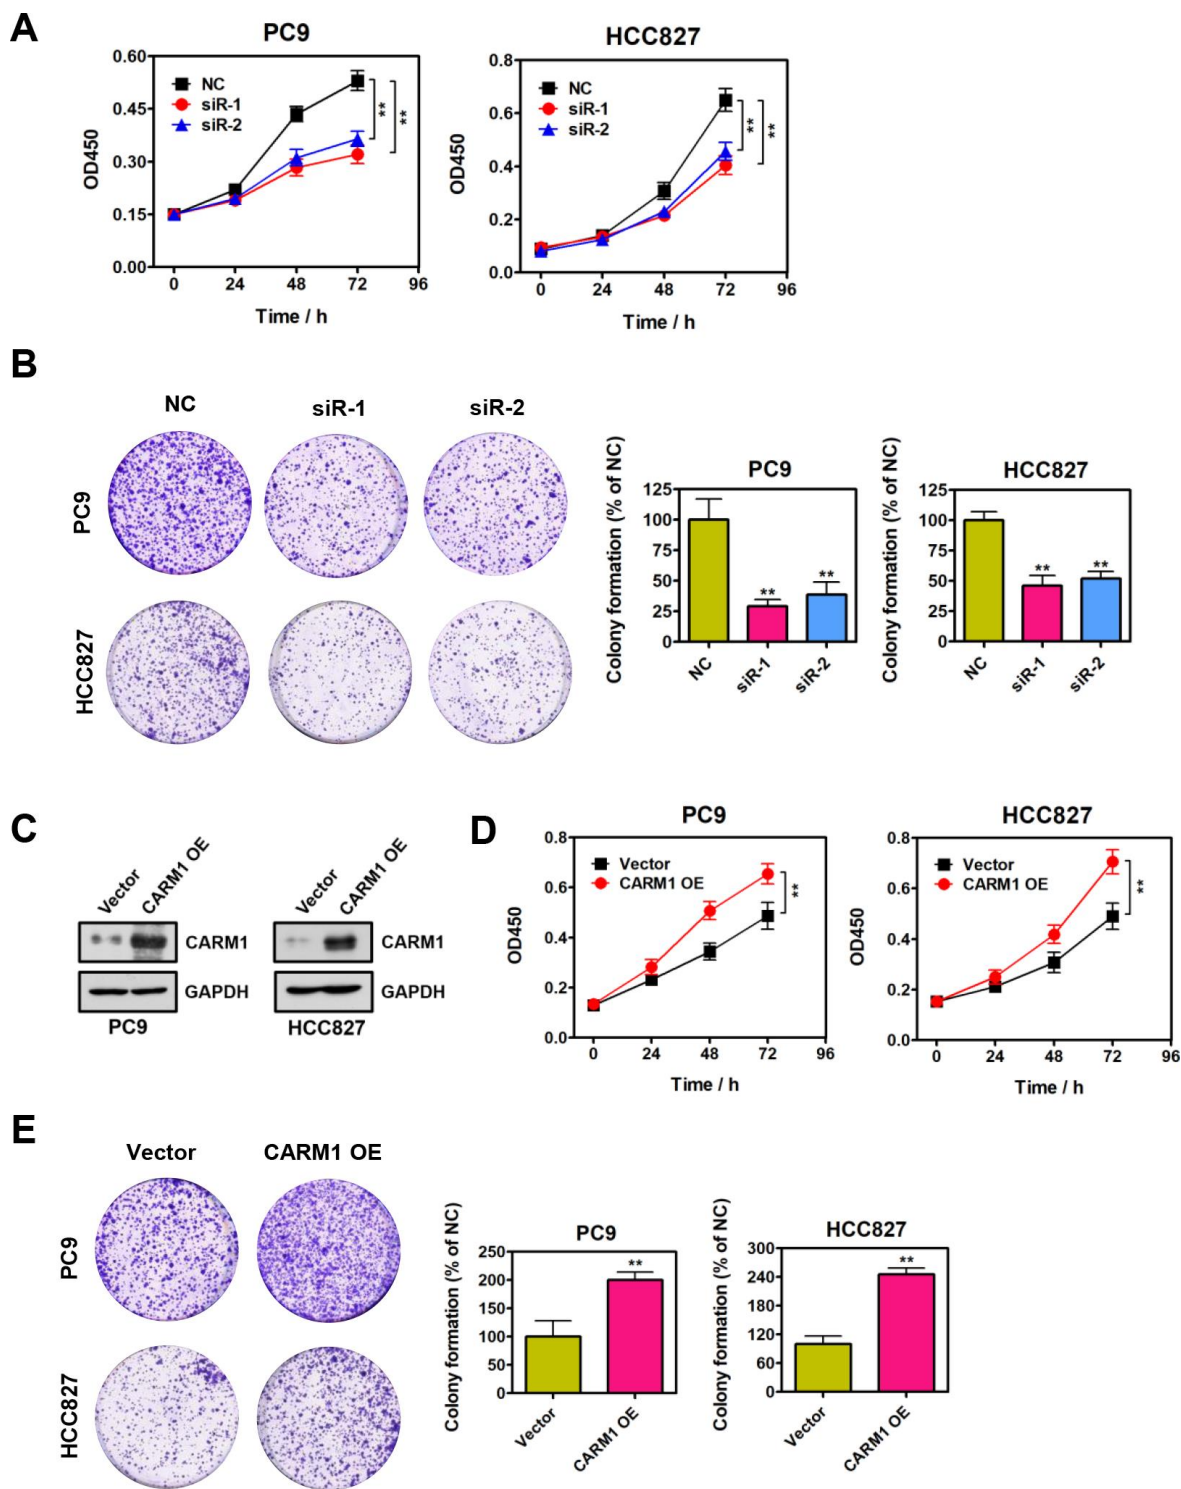 A
PC9
0.60
0.45
0.30
0.15
0.00
OD450
NC
siR-1
siR-2
**
**
0 24 48 72 96
Time / h
HCC827
0.8
0.6
0.4
0.2
0.0
OD450
NC
siR-1
siR-2
**
**
0 24 48 72 96
Time / h
B
NC siR-1 siR-2
PC9
HCC827
PC9
Colony formation (% of NC)
125
100
75
50
25
0
**
**
NC siR-1 siR-2
HCC827
Colony formation (% of NC)
125
100
75
50
25
0
**
**
NC siR-1 siR-2
C
Vector CARM1 OE
CARM1
GAPDH
PC9
Vector CARM1 OE
CARM1
GAPDH
HCC827
D
PC9
0.8
0.6
0.4
0.2
0.0
OD450
Vector
CARM1 OE
**
0 24 48 72 96
Time / h
HCC827
0.8
0.6
0.4
0.2
0.0
OD450
Vector
CARM1 OE
**
0 24 48 72 96
Time / h
E
Vector CARM1 OE
PC9
HCC827
PC9
Colony formation (% of NC)
250
200
150
100
50
0
**
Vector CARM1 OE
HCC827
Colony formation (% of NC)
300
240
180
120
60
0
**
Vector CARM1 OE